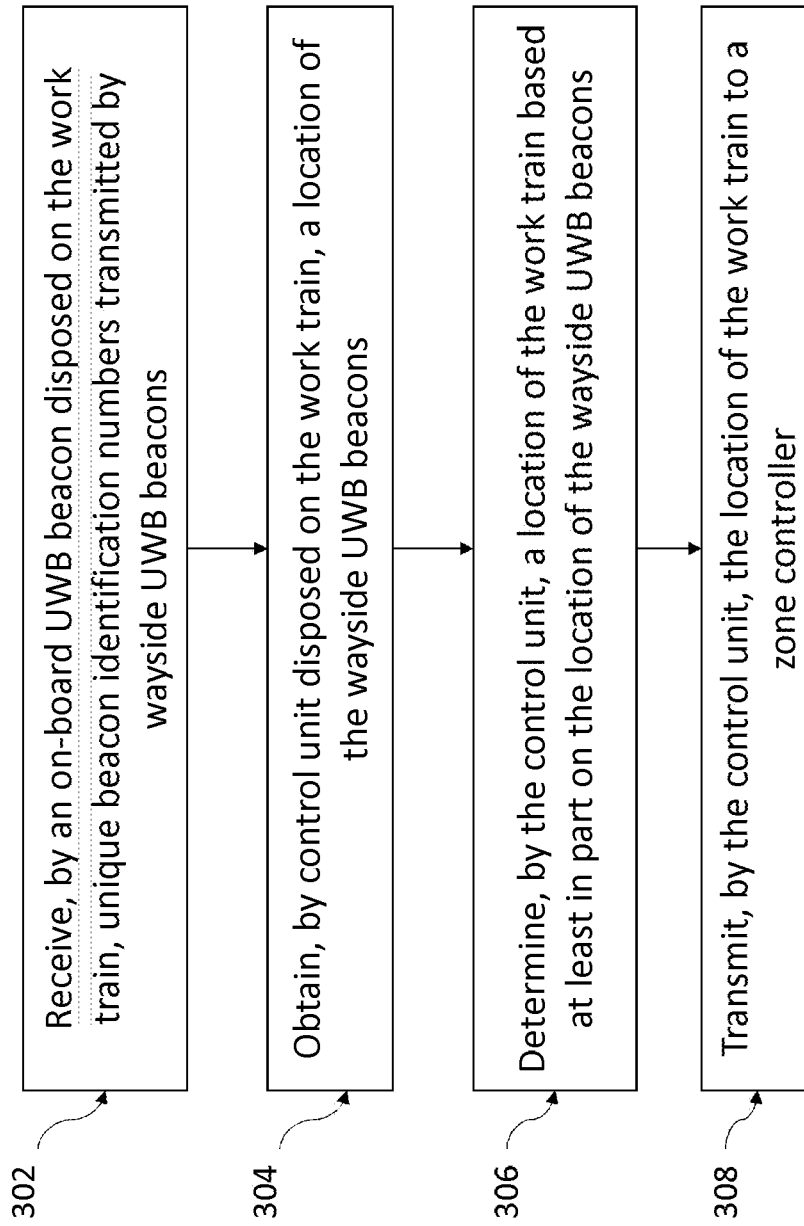 302
Receive, by an on-board UWB beacon disposed on the work
train, unique beacon identification numbers transmitted by
wayside UWB beacons
304
Obtain, by control unit disposed on the work train, a location of
the wayside UWB beacons
306
Determine, by the control unit, a location of the work train based
at least in part on the location of the wayside UWB beacons
308
Transmit, by the control unit, the location of the work train to a
zone controller